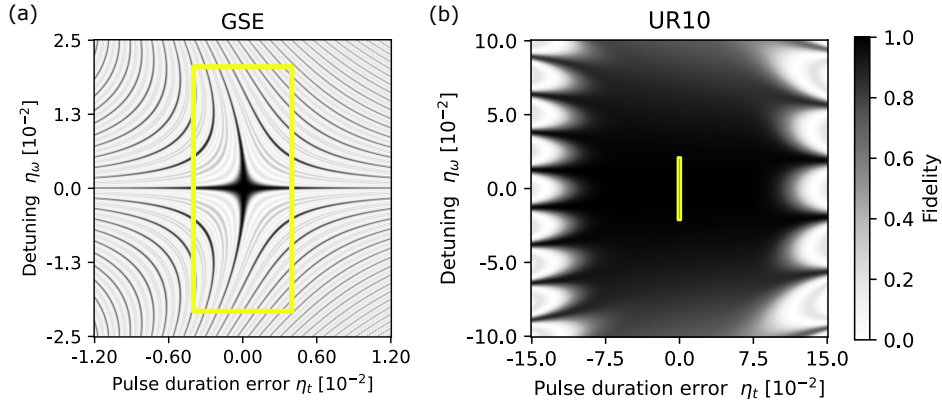 (a)
GSE
2.5
1.3
0.0
-1.3
-2.5
Detuning η_ω [10⁻²]
-1.20 -0.60 0.00 0.60 1.20
Pulse duration error η_t [10⁻²]
(b)
UR10
10.0
5.0
0.0
-5.0
-10.0
Detuning η_ω [10⁻²]
-15.0 -7.5 0.0 7.5 15.0
Pulse duration error η_t [10⁻²]
1.0
0.8
0.6
0.4
0.2
0.0
Fidelity